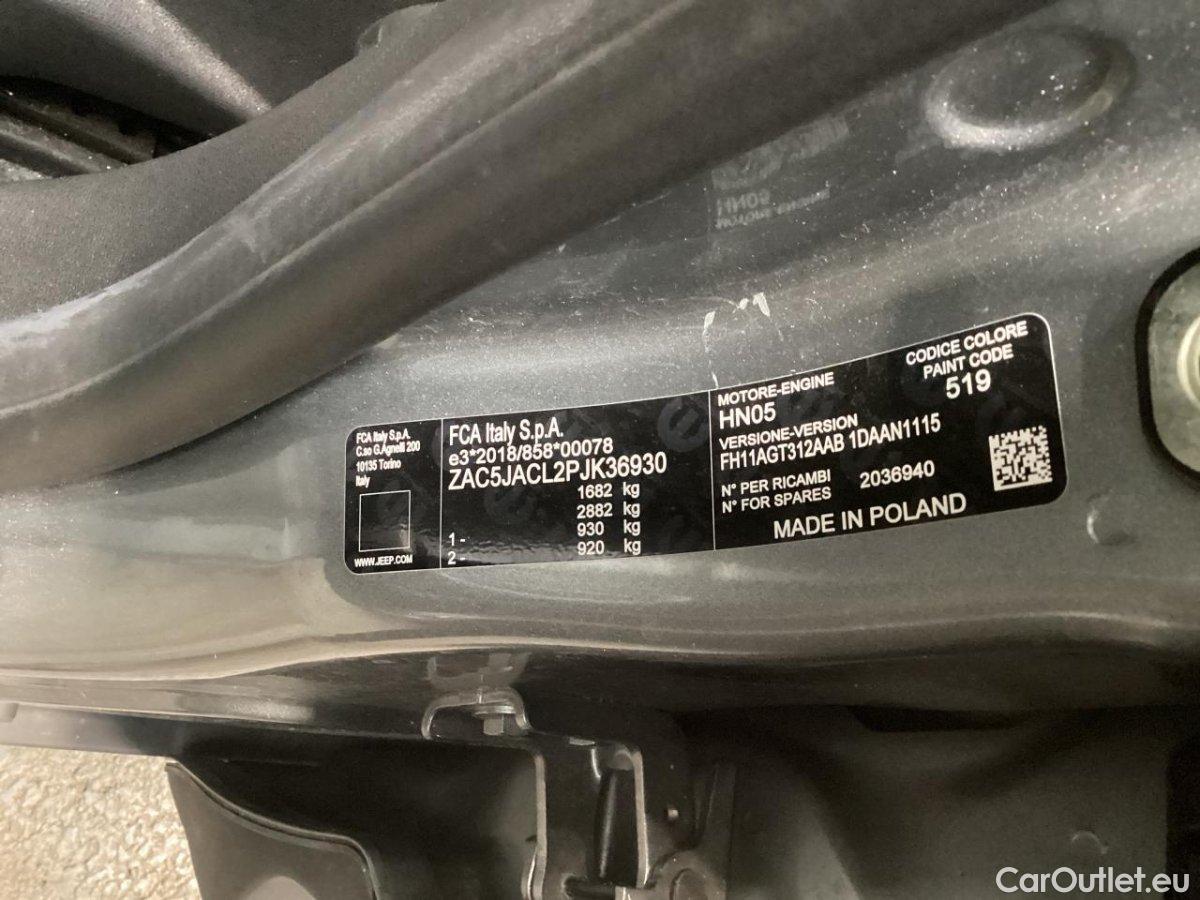 FCA Italy S.p.A.
C.so G.Agnelli 200
10135 Torino
Italy
WWW.JEEP.COM
FCA Italy S.p.A.
e3*2018/858*00078
ZAC5JACL2PJK36930
1682 kg
2882 kg
1 - 930 kg
2 - 920 kg
MOTORE-ENGINE
HN05
VERSIONE-VERSION
FH11AGT312AAB 1DAAN1115
N° PER RICAMBI
N° FOR SPARES
2036940
MADE IN POLAND
CODICE COLORE
PAINT CODE
519
CarOutlet.eu